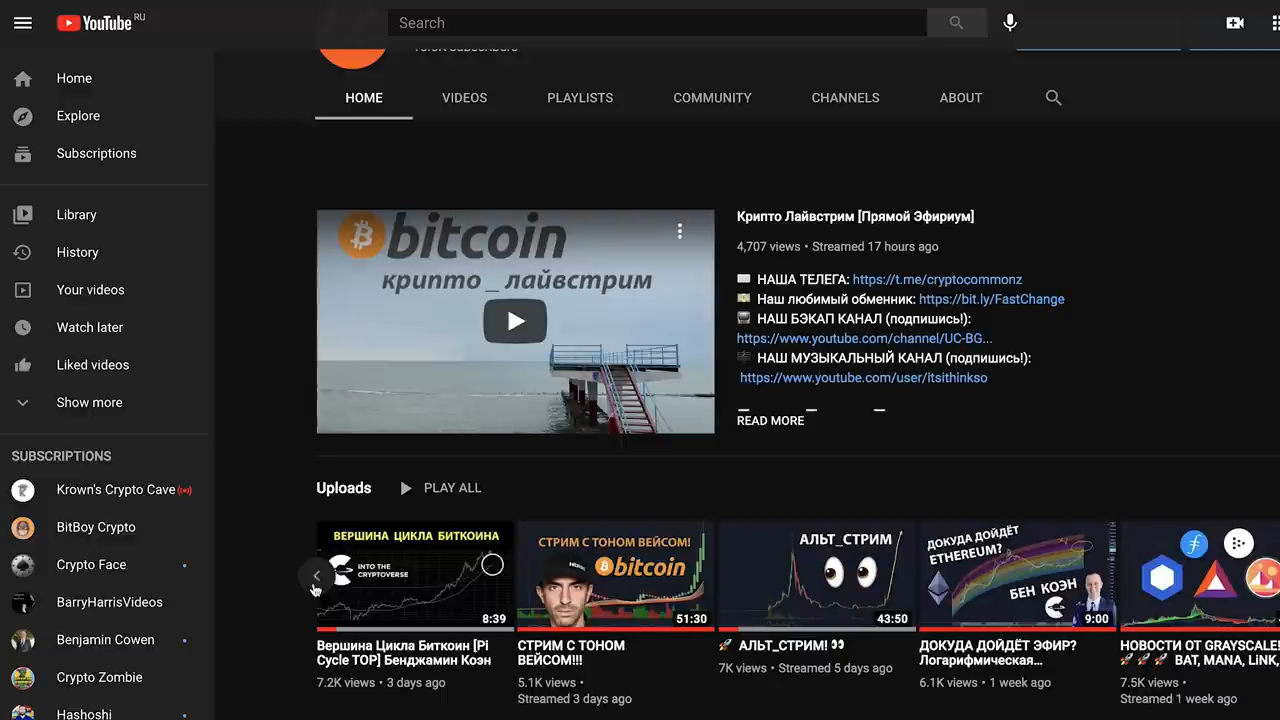 YouTube RU
Search
HOME VIDEOS PLAYLISTS COMMUNITY CHANNELS ABOUT
Home
Explore
Subscriptions
Library
History
Your videos
Watch later
Liked videos
Show more
SUBSCRIPTIONS
Krown's Crypto Cave
BitBoy Crypto
Crypto Face
BarryHarrisVideos
Benjamin Cowen
Crypto Zombie
Hashoshi
bitcoin
крипто _ лайвстрим
Крипто Лайвстрим [Прямой Эфириум]
4,707 views • Streamed 17 hours ago
НАША ТЕЛЕГА: https://t.me/cryptocommonz
Наш любимый обменник: https://bit.ly/FastChange
НАШ БЭКАП КАНАЛ (подпишись!):
https://www.youtube.com/channel/UC-BG...
НАШ МУЗЫКАЛЬНЫЙ КАНАЛ (подпишись!):
https://www.youtube.com/user/itsithinkso
READ MORE
Uploads PLAY ALL
ВЕРШИНА ЦИКЛА БИТКОИНА
INTO THE
CRYPTOVERSE
8:39
Вершина Цикла Биткоин [Pi
Cycle TOP] Бенджамин Коэн
7.2K views • 3 days ago
СТРИМ С ТОНОМ ВЕЙСОМ!
bitcoin
51:30
СТРИМ С ТОНОМ
ВЕЙСОМ!!!
5.1K views •
Streamed 3 days ago
АЛЬТ_СТРИМ
43:50
🚀 АЛЬТ_СТРИМ! 👀
7K views • Streamed 5 days ago
ДОКУДА ДОЙДЁТ
ETHEREUM?
БЕН КОЭН
9:00
ДОКУДА ДОЙДЁТ ЭФИР?
Логарифмическая...
6.1K views • 1 week ago
НОВОСТИ ОТ GRAYSCALE!
🚀 🚀 🚀 BAT, MANA, LiNK,
7.5K views •
Streamed 1 week ago